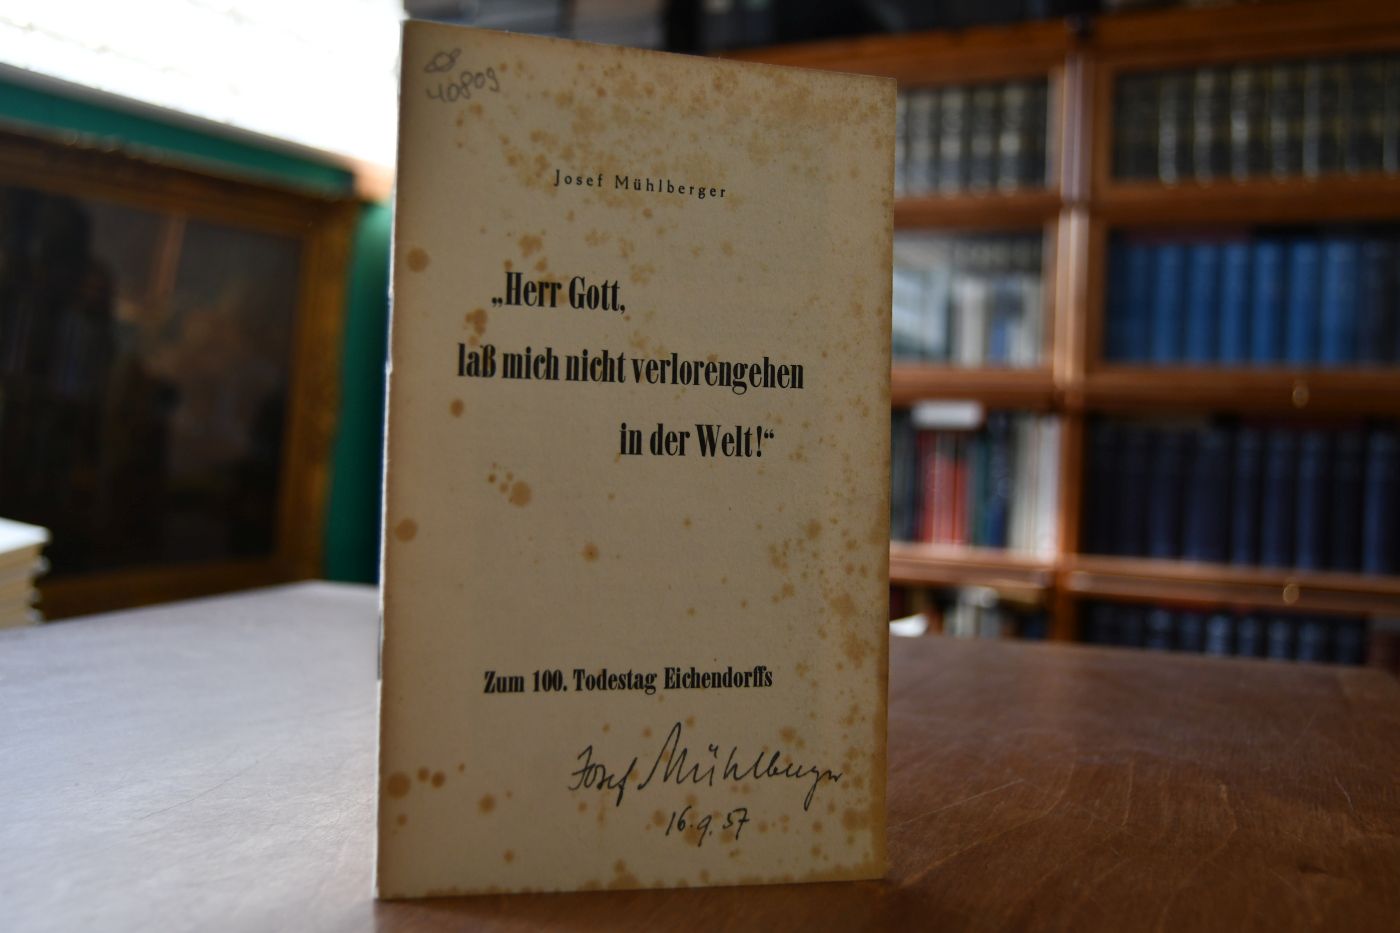 40809
Josef Mühlberger
„Herr Gott,
laß mich nicht verlorengehen
in der Welt!“
Zum 100. Todestag Eichendorffs
Josef Mühlberger
16.9.57